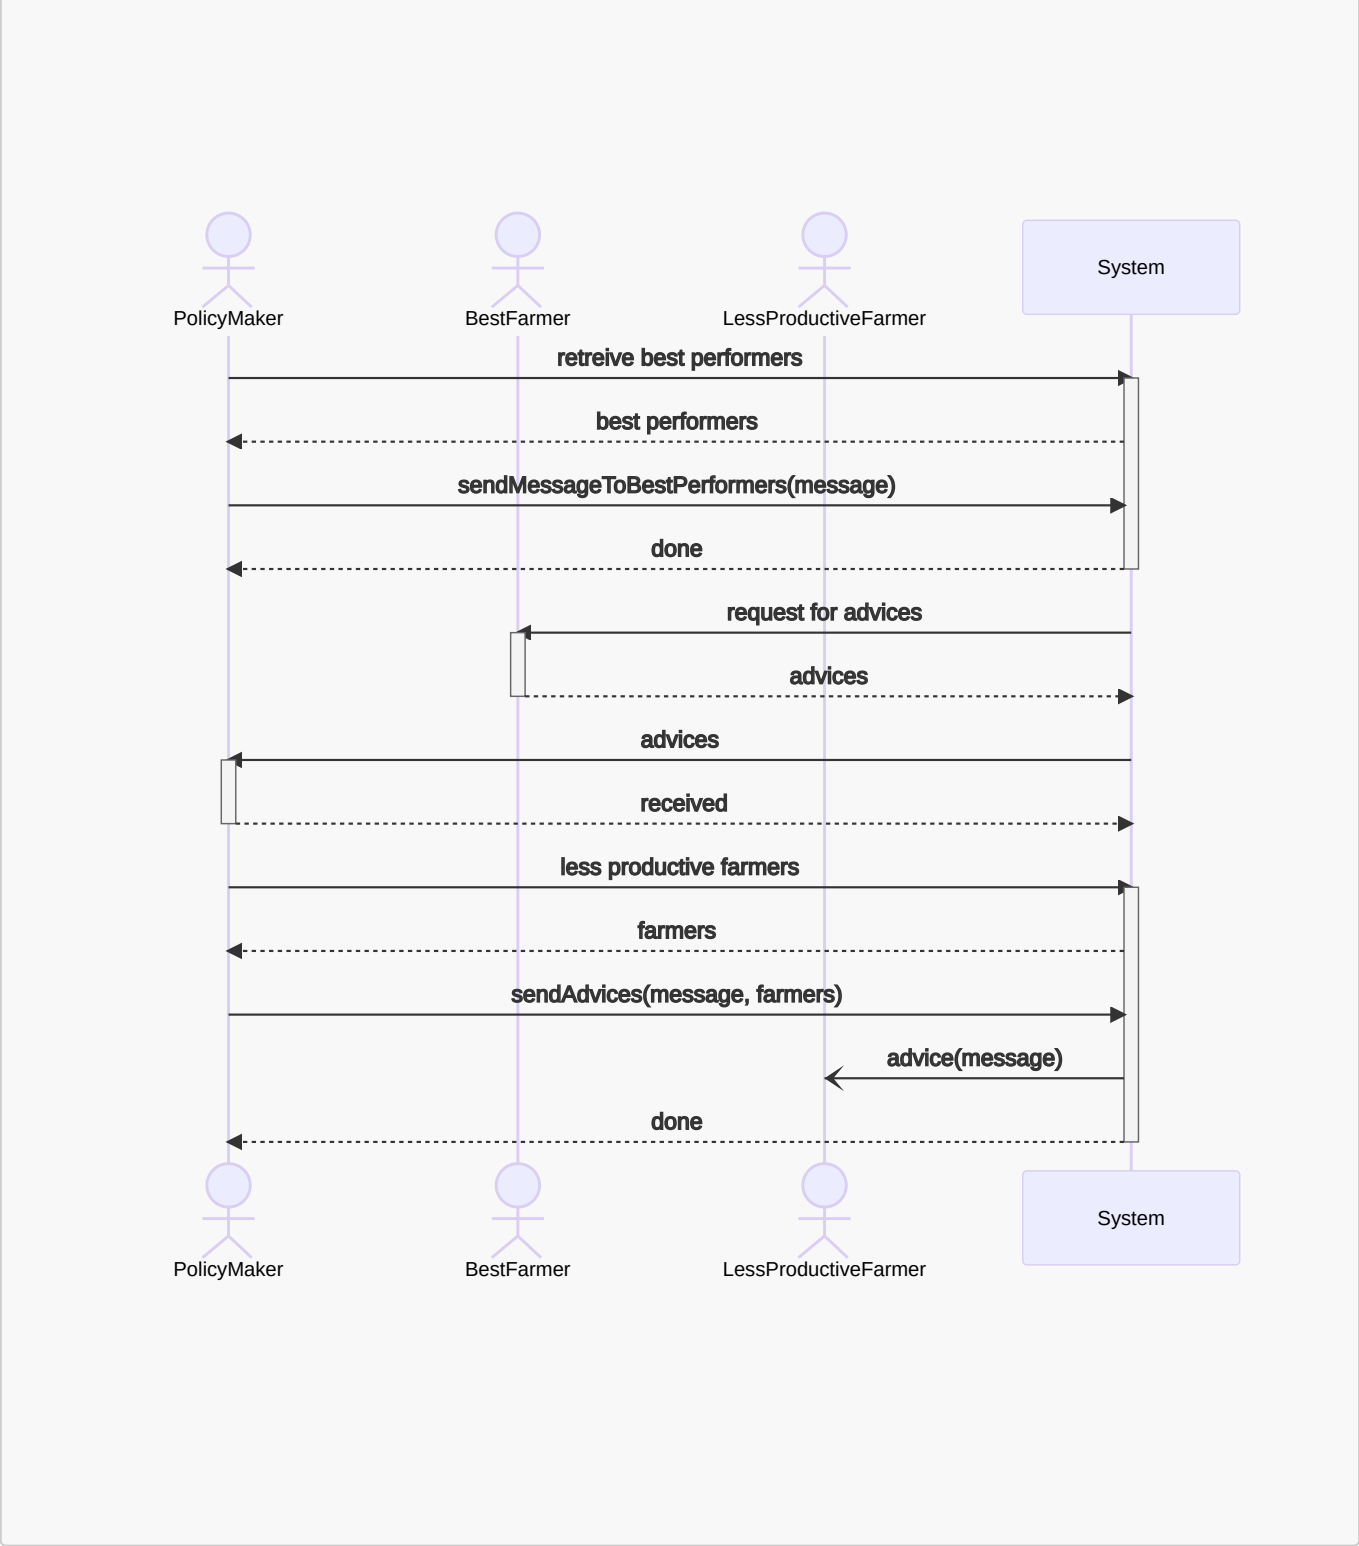 PolicyMaker
BestFarmer
LessProductiveFarmer
System
retreive best performers
best performers
sendMessageToBestPerformers(message)
done
request for advices
advices
advices
received
less productive farmers
farmers
sendAdvices(message, farmers)
advice(message)
done
PolicyMaker
BestFarmer
LessProductiveFarmer
System